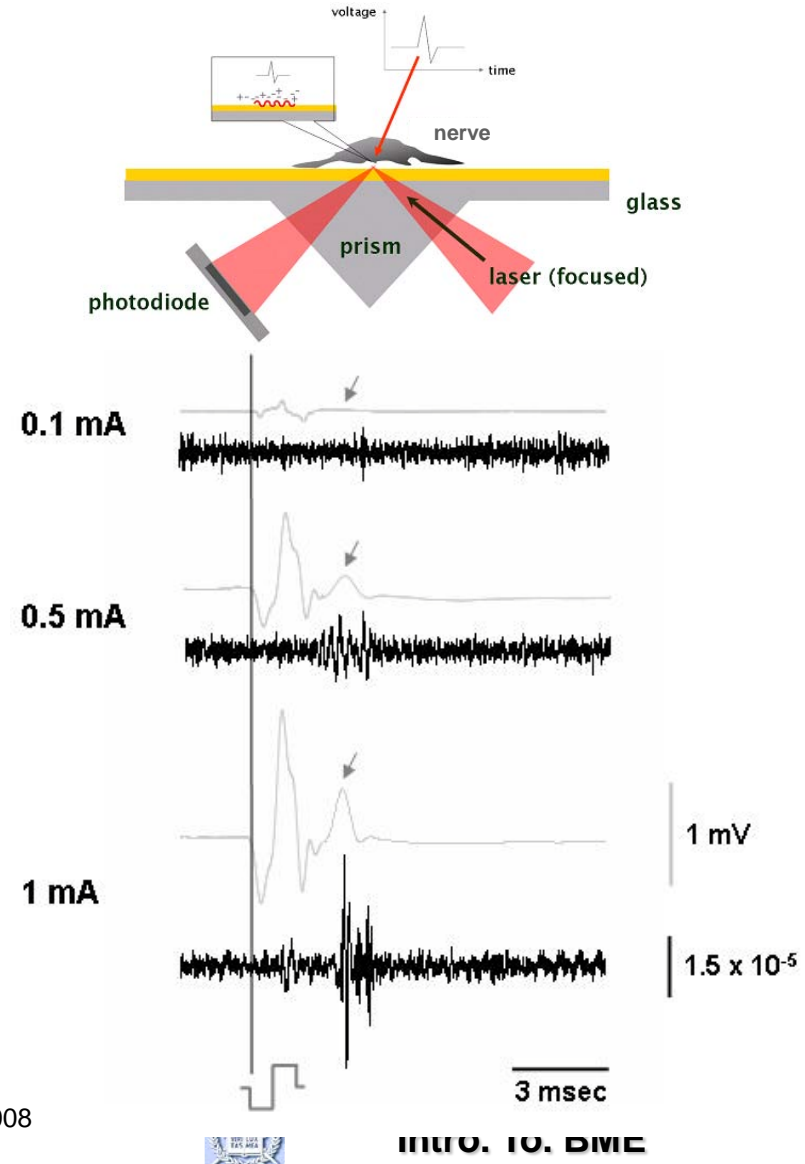 voltage
time
nerve
glass
prism
laser (focused)
photodiode
0.1 mA
0.5 mA
1 mA
1 mV
1.5 x 10-5
3 msec
08
Intro. To. BME